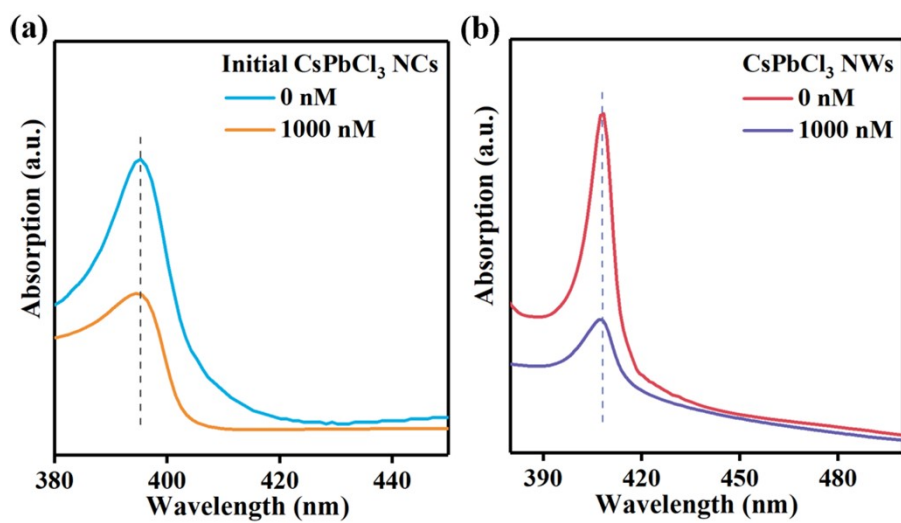 (a)
Initial CsPbCl₃ NCs
0 nM
1000 nM
Absorption (a.u.)
380 400 420 440
Wavelength (nm)
(b)
CsPbCl₃ NWs
0 nM
1000 nM
Absorption (a.u.)
390 420 450 480
Wavelength (nm)